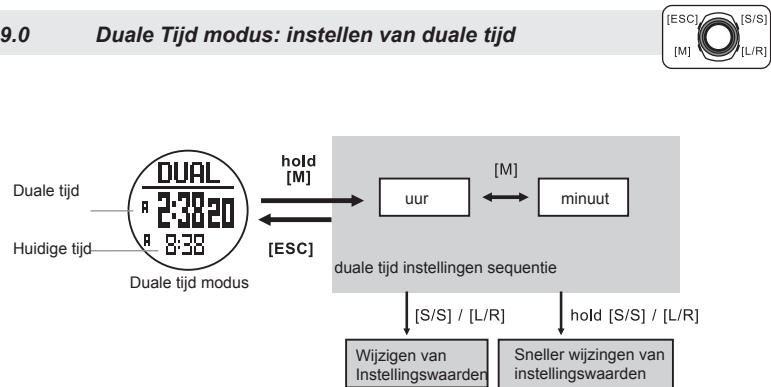 9.0 Duale Tijd modus: instellen van duale tijd
[ESC] [S/S]
[M] [L/R]
DUAL
A 2:38 20
A 8:38
Duale tijd
Huidige tijd
Duale tijd modus
hold
[M]
[ESC]
uur
[M]
minuut
duale tijd instellingen sequentie
[S/S] / [L/R]
hold [S/S] / [L/R]
Wijzigen van
Instellingswaarden
Sneller wijzingen van
instellingswaarden